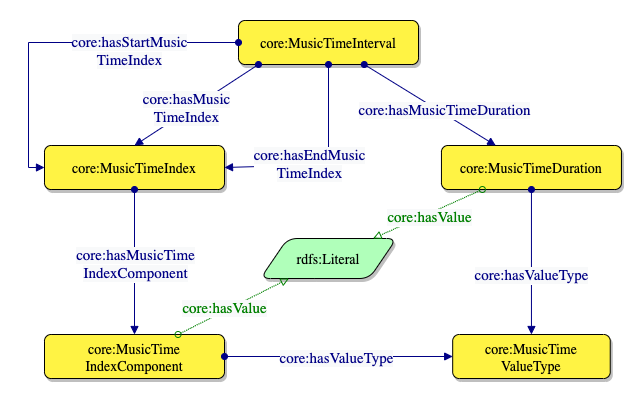 core:MusicTimeInterval
core:hasStartMusic
TimeIndex
core:hasMusic
TimeIndex
core:hasMusicTimeDuration
core:hasEndMusic
TimeIndex
core:MusicTimeIndex
core:MusicTimeDuration
core:hasValue
core:hasMusicTime
IndexComponent
rdfs:Literal
core:hasValueType
core:hasValue
core:MusicTime
IndexComponent
core:hasValueType
core:MusicTime
ValueType